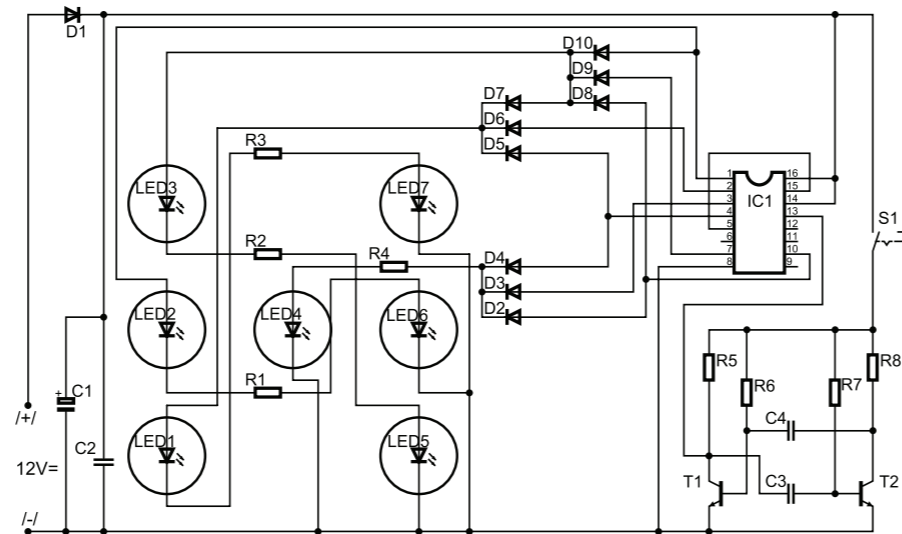 D1
D10
D9
D8
D7
D6
D5
R3
LED3
LED7
R2
R4
D4
D3
D2
LED2
LED4
LED6
R1
LED1
LED5
C1
+
C2
/+/
12V=
/-/
IC1
1
2
3
4
5
6
7
8
16
15
14
13
12
11
10
9
S1
R5
R6
R7
R8
C4
C3
T1
T2